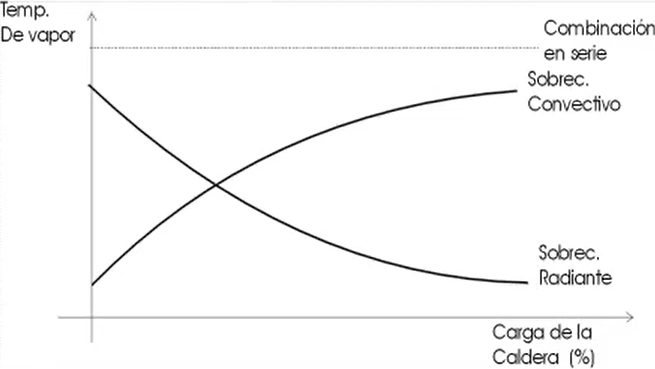 Temp.
De vapor
Combinación
en serie
Sobrec.
Convectivo
Sobrec.
Radiante
Carga de la
Caldera (%)